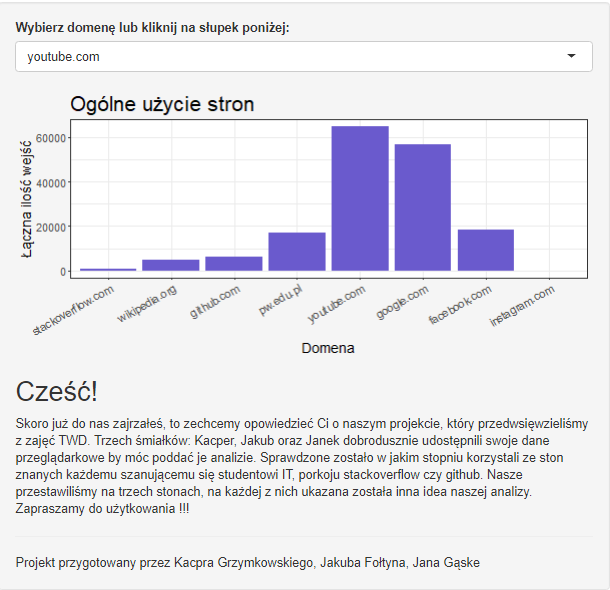 Wybierz domenę lub kliknij na słupek poniżej:
youtube.com
Ogólne użycie stron
Łączna ilość wejść
60000
40000
20000
0
stackoverflow.com
wikipedia.org
github.com
pw.edu.pl
youtube.com
google.com
facebook.com
instagram.com
Domena
Cześć!
Skoro już do nas zajrzałeś, to zechcemy opowiedzieć Ci o naszym projekcie, który przedwsięwzieliśmy
z zajęć TWD. Trzech śmiałków: Kacper, Jakub oraz Janek dobrodusznie udostępnili swoje dane
przeglądarkowe by móc poddać je analizie. Sprawdzone zostało w jakim stopniu korzystali ze ston
znanych każdemu szanującemu się studentowi IT, porkoju stackoverflow czy github. Nasze
przestawiliśmy na trzech stonach, na każdej z nich ukazana została inna idea naszej analizy.
Zapraszamy do użytkowania !!!
Projekt przygotowany przez Kacpra Grzymkowskiego, Jakuba Fołtyna, Jana Gąske